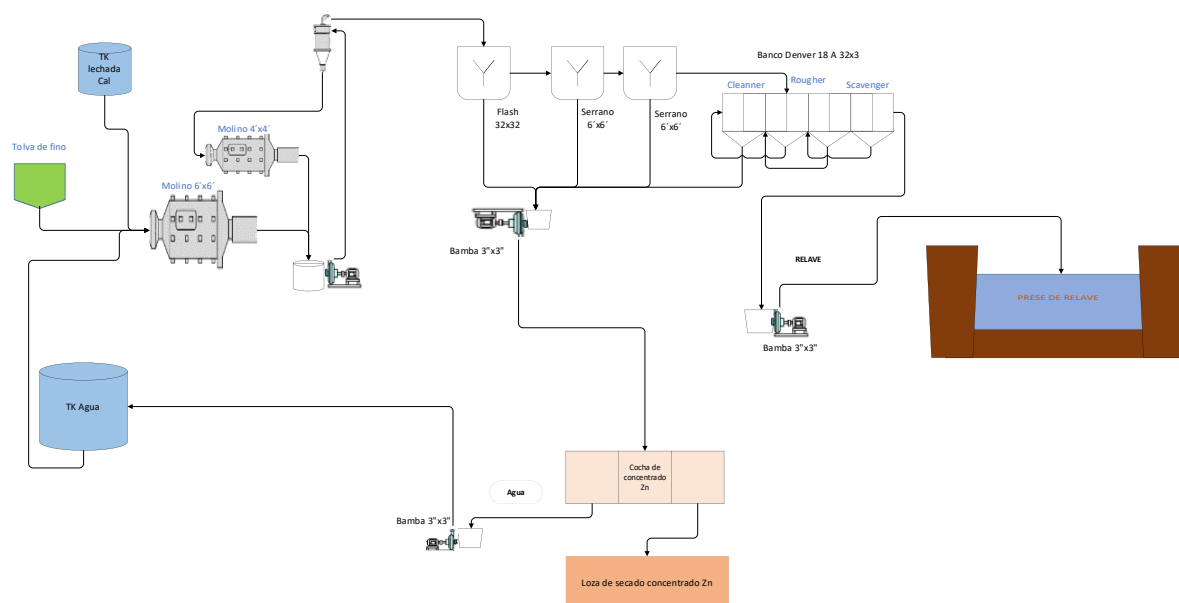 TK
lechada
Cal
Tolva de fino
Molino 4´x4´
Molino 6´x6´
Flash
32x32
Serrano
6´x6´
Serrano
6´x6´
Banco Denver 18 A 32x3
Cleanner
Rougher
Scavenger
Bamba 3"x3"
RELAVE
PRESE DE RELAVE
Bamba 3"x3"
TK Agua
Cocha de
concentrado
Zn
Agua
Bamba 3"x3"
Loza de secado concentrado Zn